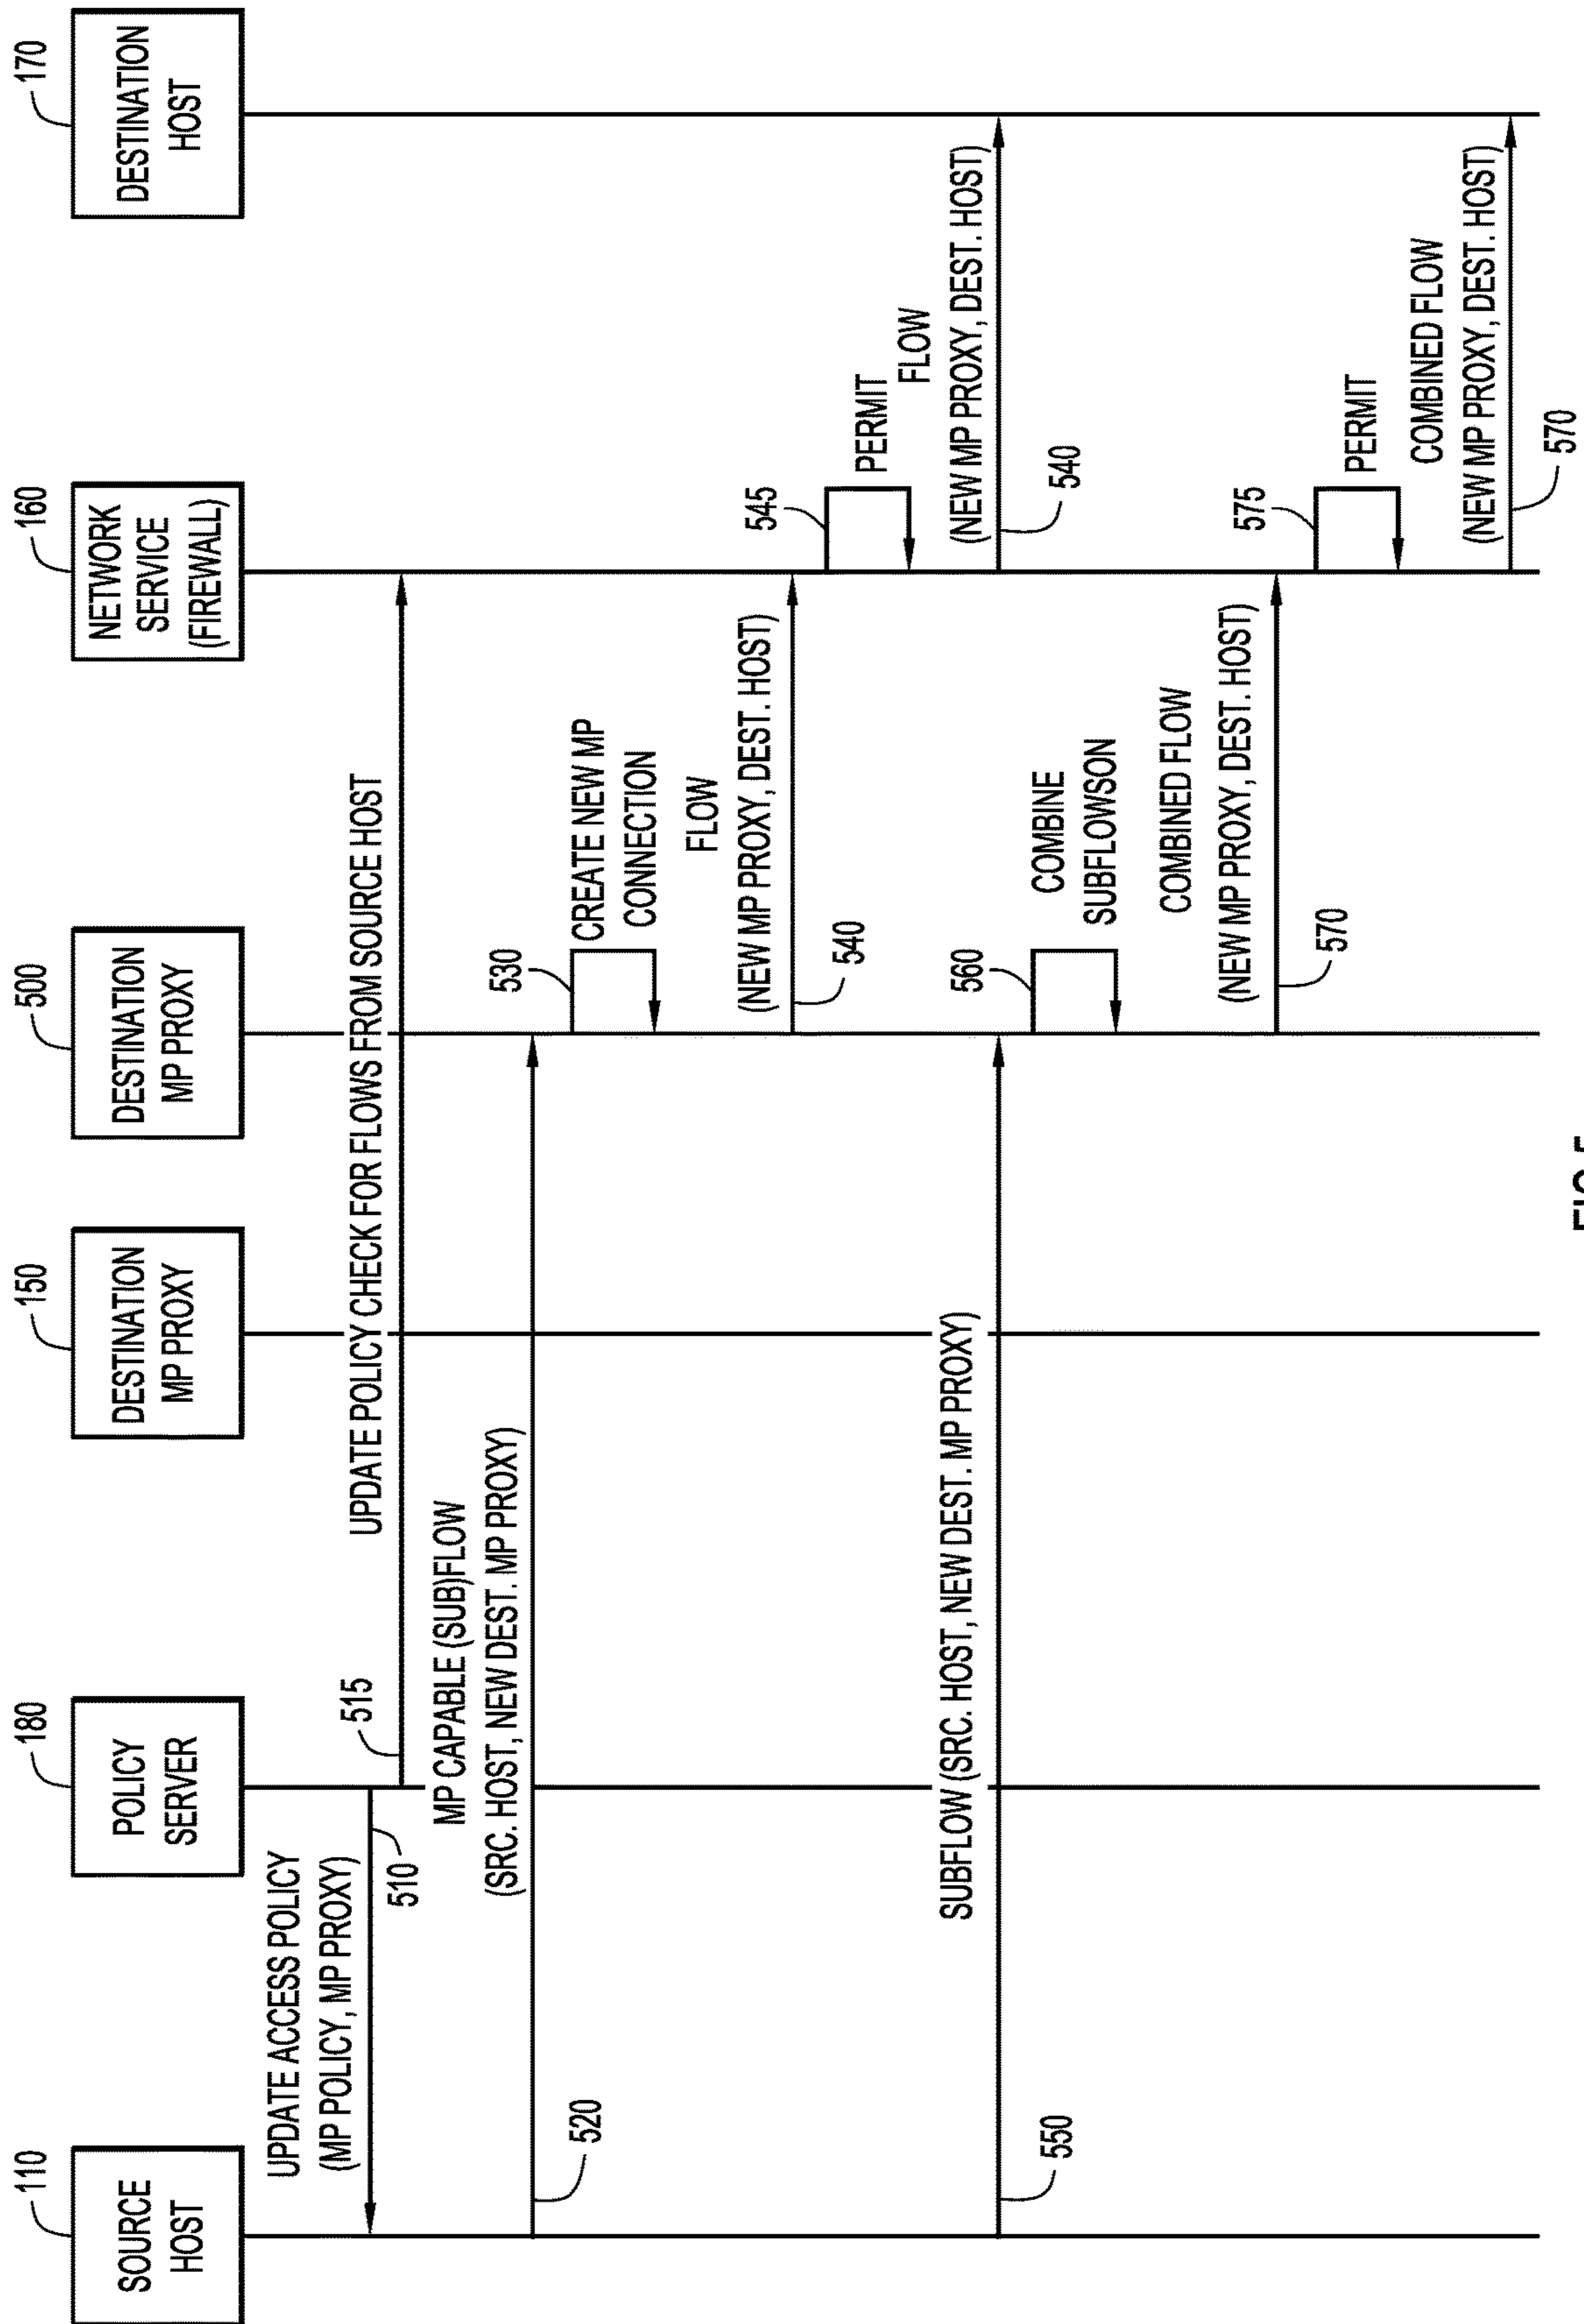 110
SOURCE
HOST
180
POLICY
SERVER
150
DESTINATION
MP PROXY
500
DESTINATION
MP PROXY
160
NETWORK
SERVICE
(FIREWALL)
170
DESTINATION
HOST
UPDATE ACCESS POLICY
(MP POLICY, MP PROXY)
510
515
UPDATE POLICY CHECK FOR FLOWS FROM SOURCE HOST
MP CAPABLE (SUB)FLOW
(SRC. HOST, NEW DEST. MP PROXY)
520
530
CREATE NEW MP
CONNECTION
FLOW
(NEW MP PROXY, DEST. HOST)
540
545
PERMIT
FLOW
(NEW MP PROXY, DEST. HOST)
540
SUBFLOW (SRC. HOST, NEW DEST. MP PROXY)
550
560
COMBINE
SUBFLOWSON
COMBINED FLOW
(NEW MP PROXY, DEST. HOST)
570
575
PERMIT
COMBINED FLOW
(NEW MP PROXY, DEST. HOST)
570